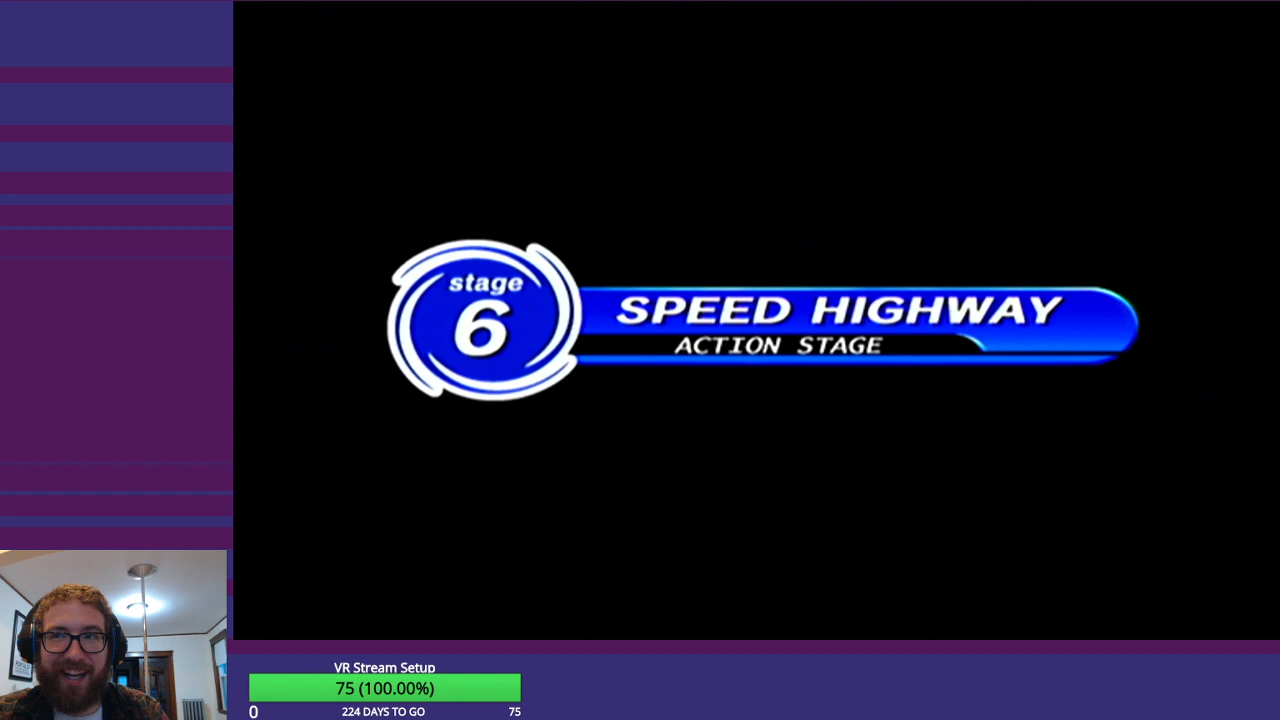 stage
6
SPEED HIGHWAY
ACTION STAGE
VR Stream Setup
75 (100.00%)
0
224 DAYS TO GO
75